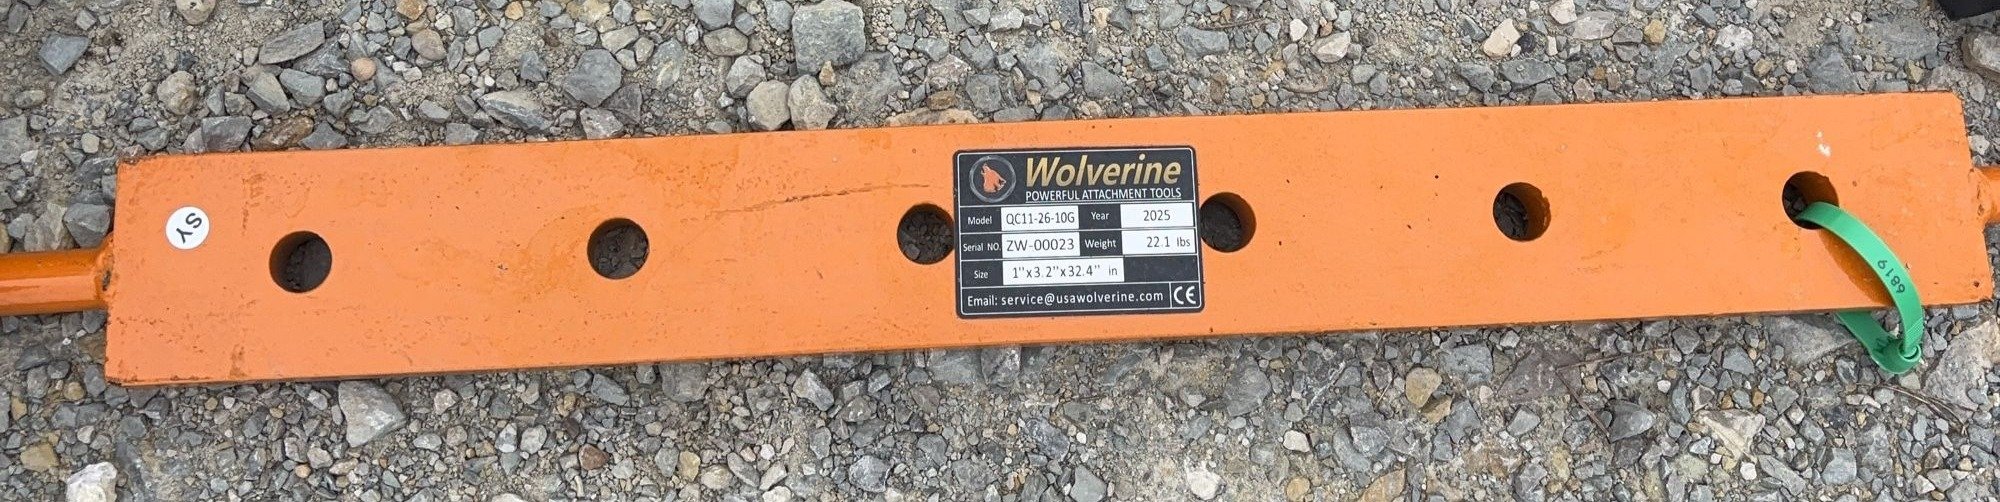 SY
Wolverine
POWERFUL ATTACHMENT TOOLS
Model QC11-26-10G Year 2025
Serial NO. ZW-00023 Weight 22.1 lbs
Size 1"x3.2"x32.4" in
Email: service@usawolverine.com CE
6819